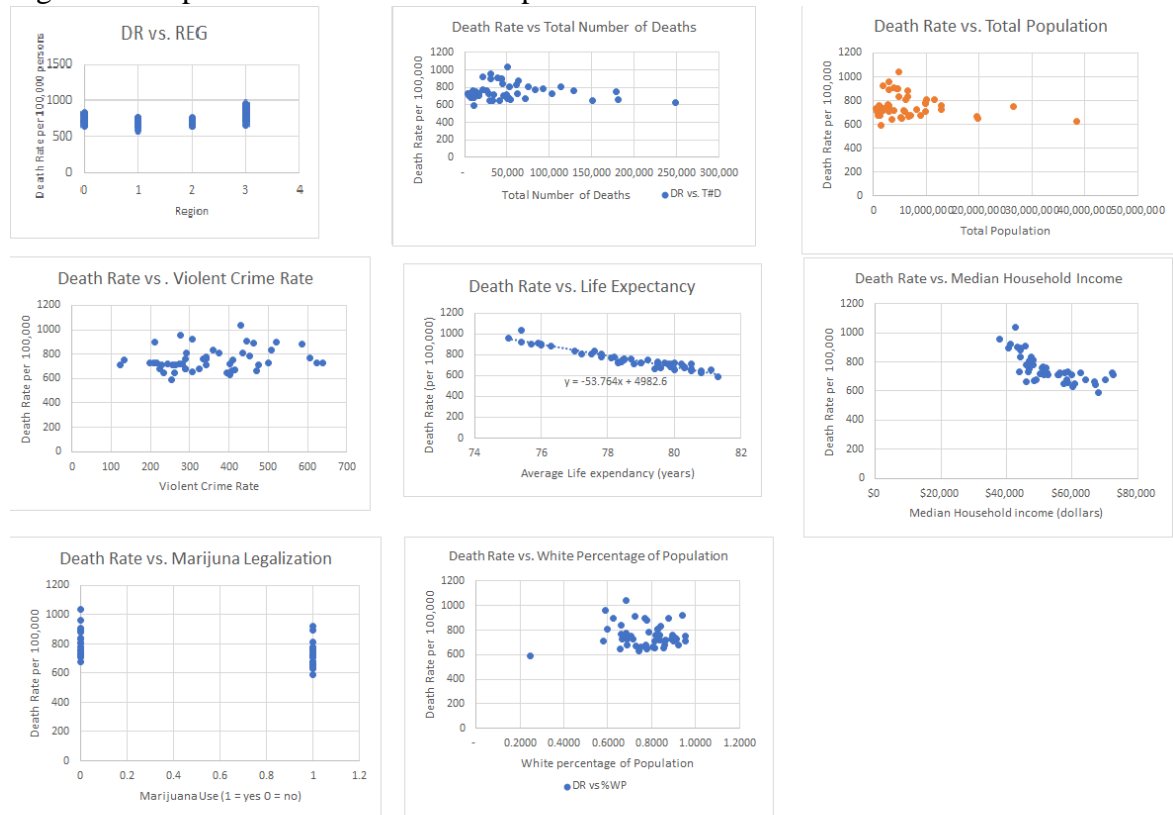 DR vs. REG
Death Rate per 100,000 persons
1500
1000
500
0
0 1 2 3 4
Region
Death Rate vs Total Number of Deaths
Death Rate per 100,000
1200
1000
800
600
400
200
0
- 50,000 100,000 150,000 200,000 250,000 300,000
Total Number of Deaths
DR vs. T#D
Death Rate vs. Total Population
Death Rate per 100,000
1200
1000
800
600
400
200
0
0 10,000,000 20,000,000 30,000,000 40,000,000 50,000,000
Total Population
Death Rate vs . Violent Crime Rate
Death Rate per 100,000
1200
1000
800
600
400
200
0
0 100 200 300 400 500 600 700
Violent Crime Rate
Death Rate vs. Life Expectancy
Death Rate (per 100,000)
1200
1000
800
600
400
200
0
y = -53.764x + 4982.6
74 76 78 80 82
Average Life expendancy (years)
Death Rate vs. Median Household Income
Death Rate per 100,000
1200
1000
800
600
400
200
0
$0 $20,000 $40,000 $60,000 $80,000
Median Household income (dollars)
Death Rate vs. Marijuna Legalization
Death Rate per 100,000
1200
1000
800
600
400
200
0
0 0.2 0.4 0.6 0.8 1 1.2
Marijuana Use (1 = yes 0 = no)
Death Rate vs. White Percentage of Population
Death Rate per 100,000
1200
1000
800
600
400
200
0
- 0.2000 0.4000 0.6000 0.8000 1.0000 1.2000
White percentage of Population
DR vs%WP